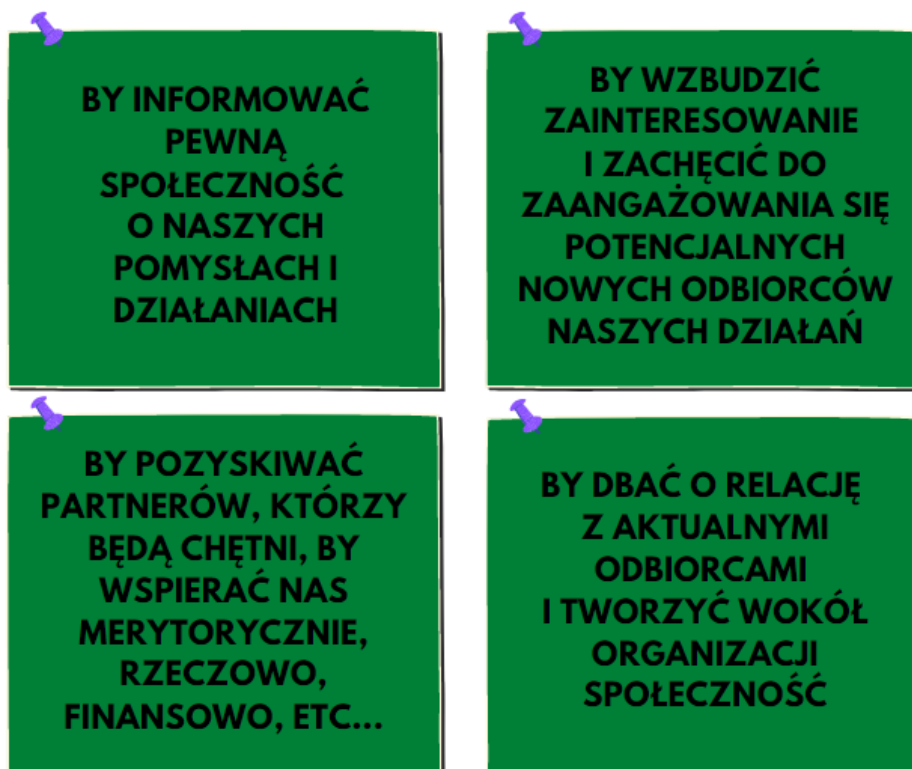 BY INFORMOWAĆ
PEWNĄ
SPOŁECZNOŚĆ
O NASZYCH
POMYSŁACH I
DZIAŁANIACH
BY WZBUDZIĆ
ZAINTERESOWANIE
I ZACHĘCIĆ DO
ZAANGAŻOWANIA SIĘ
POTENCJALNYCH
NOWYCH ODBIORCÓW
NASZYCH DZIAŁAŃ
BY POZYSKIWAĆ
PARTNERÓW, KTÓRZY
BĘDĄ CHĘTNI, BY
WSPIERAĆ NAS
MERYTORYCZNIE,
RZECZOWO,
FINANSOWO, ETC...
BY DBAĆ O RELACJĘ
Z AKTUALNYMI
ODBIORCAMI
I TWORZYĆ WOKÓŁ
ORGANIZACJI
SPOŁECZNOŚĆ